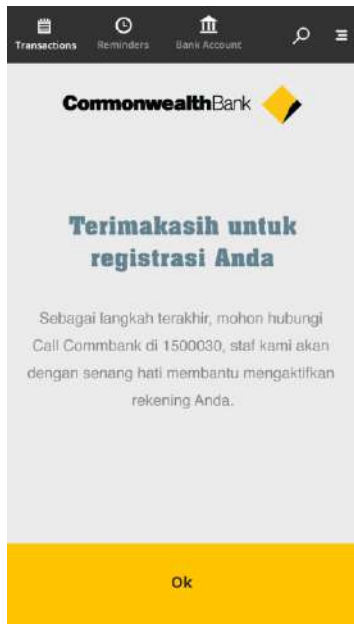 Transactions Reminders Bank Account
CommonwealthBank
Terimakasih untuk
registrasi Anda
Sebagai langkah terakhir, mohon hubungi
Call Commbank di 1500030, staf kami akan
dengan senang hati membantu mengaktifkan
rekening Anda.
Ok